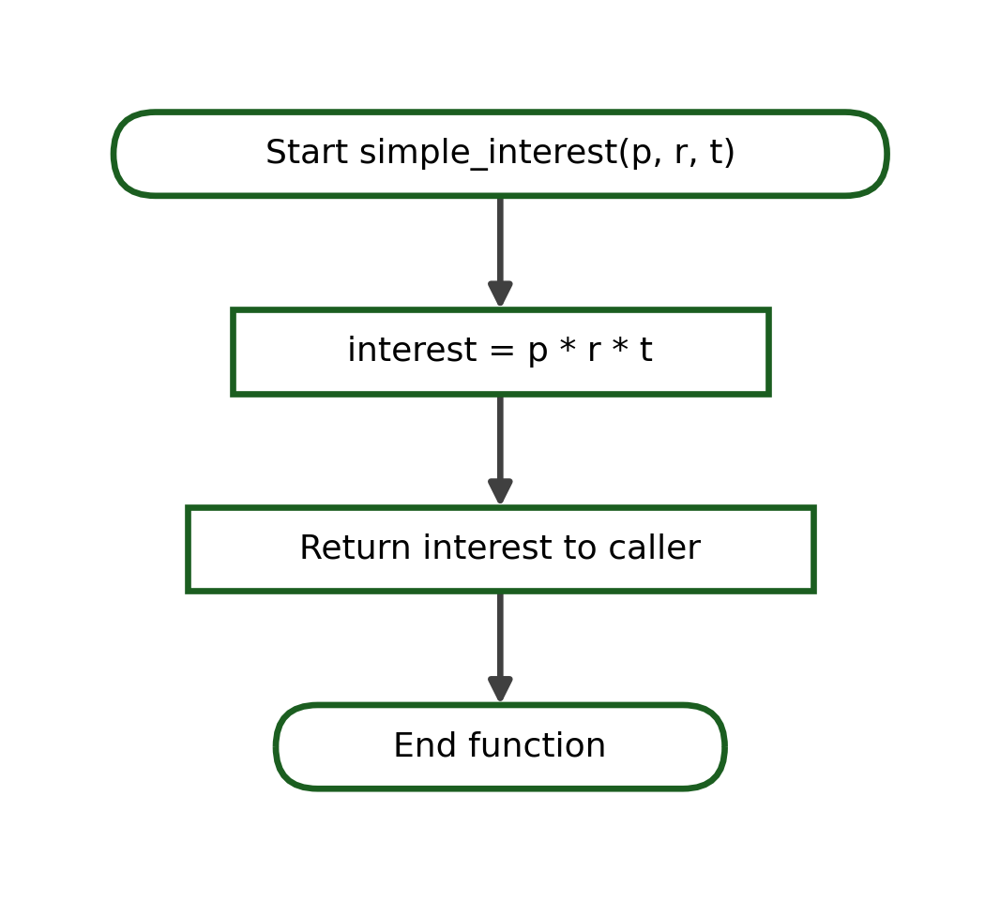 Start simple_interest(p, r, t)
interest = p * r * t
Return interest to caller
End function